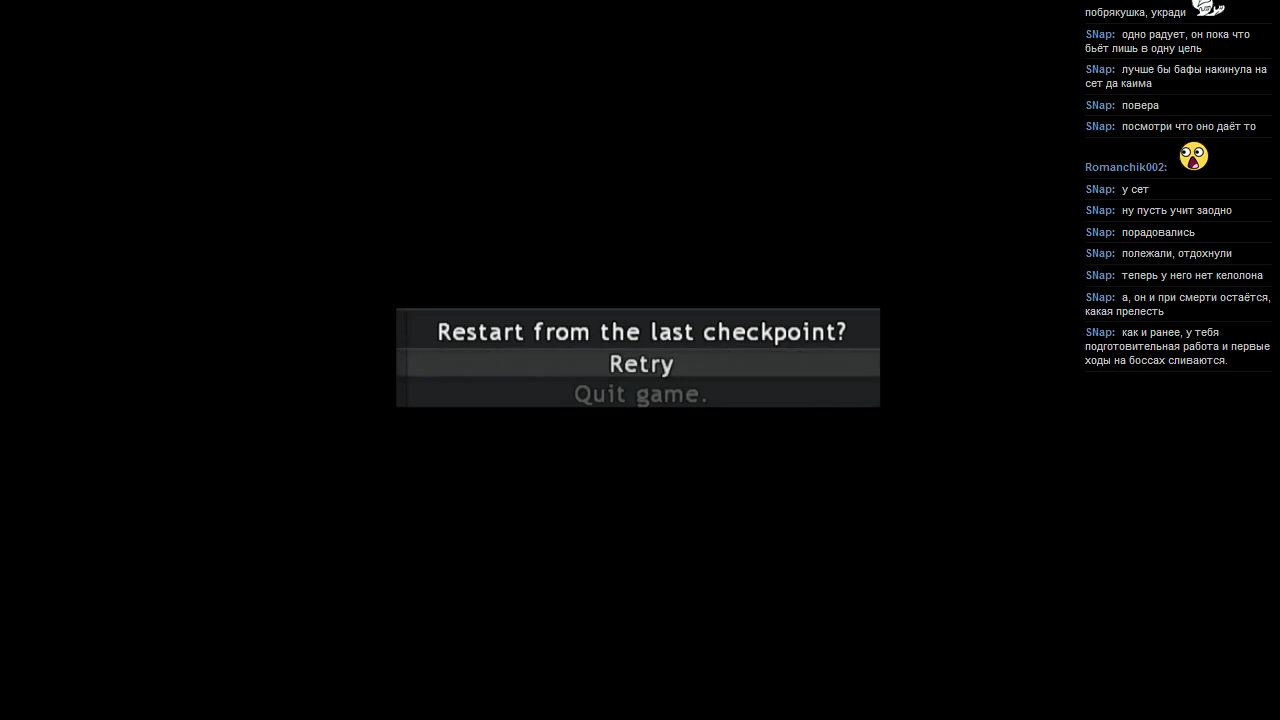 побрякушка, укради
SNap: одно радует, он пока что
бьёт лишь в одну цель
SNap: лучше бы бафы накинула на
сет да каима
SNap: повера
SNap: посмотри что оно даёт то
Romanchik002:
SNap: у сет
SNap: ну пусть учит заодно
SNap: порадовались
SNap: полежали, отдохнули
SNap: теперь у него нет келолона
SNap: а, он и при смерти остаётся,
какая прелесть
SNap: как и ранее, у тебя
подготовительная работа и первые
ходы на боссах сливаются.
Restart from the last checkpoint?
Retry
Quit game.